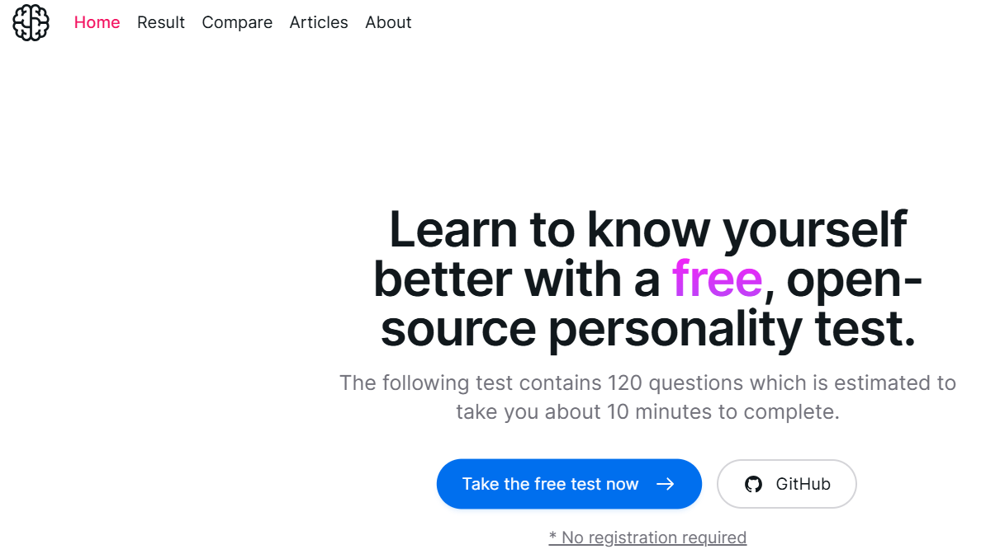 Home Result Compare Articles About
Learn to know yourself
better with a free, open-
source personality test.
The following test contains 120 questions which is estimated to
take you about 10 minutes to complete.
Take the free test now
GitHub
* No registration required